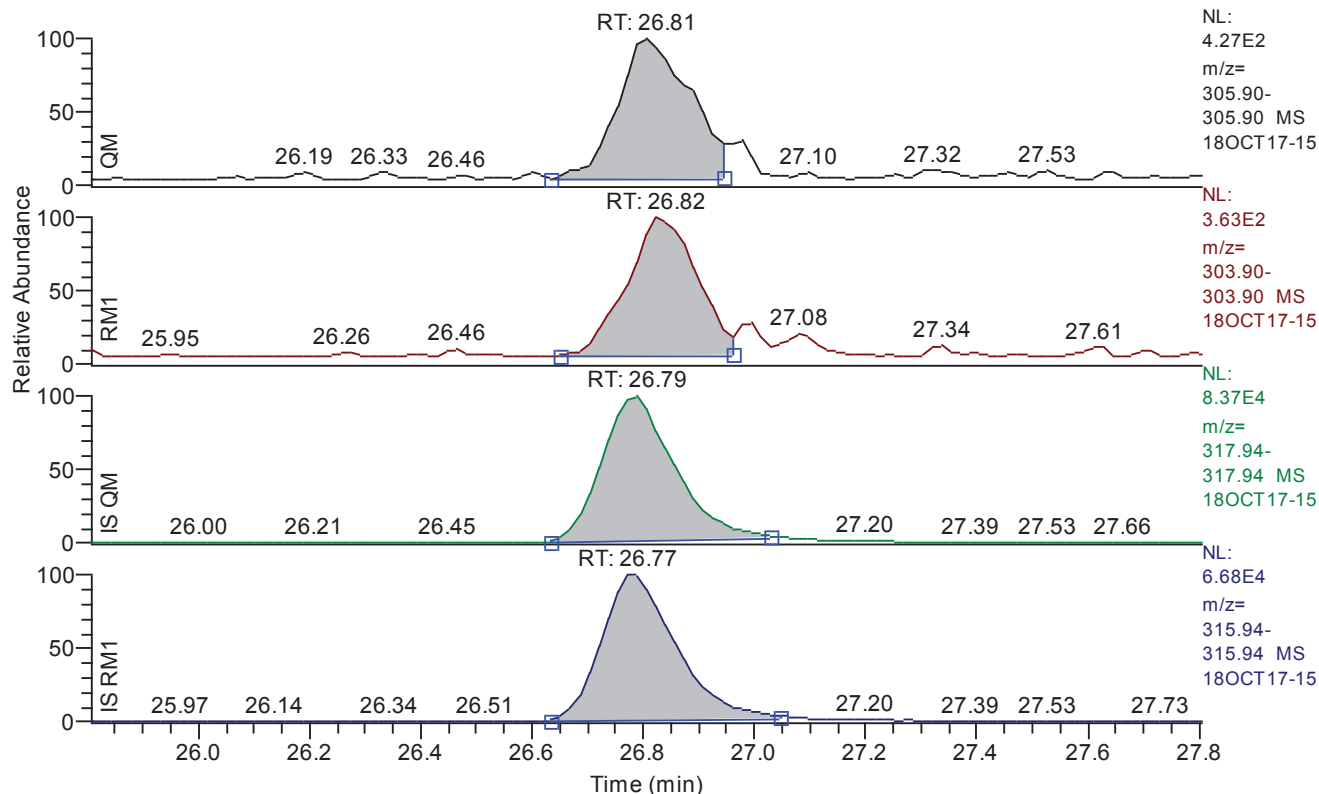 RT: 26.81
100
50
0
QM
26.19 26.33 26.46 27.10 27.32 27.53
NL:
4.27E2
m/z=
305.90-
305.90 MS
18OCT17-15
RT: 26.82
100
50
0
RM1
25.95 26.26 26.46 27.08 27.34 27.61
NL:
3.63E2
m/z=
303.90-
303.90 MS
18OCT17-15
Relative Abundance
RT: 26.79
100
50
0
IS QM
26.00 26.21 26.45 27.20 27.39 27.53 27.66
NL:
8.37E4
m/z=
317.94-
317.94 MS
18OCT17-15
RT: 26.77
100
50
0
IS RM1
25.97 26.14 26.34 26.51 27.20 27.39 27.53 27.73
NL:
6.68E4
m/z=
315.94-
315.94 MS
18OCT17-15
26.0 26.2 26.4 26.6 26.8 27.0 27.2 27.4 27.6 27.8
Time (min)